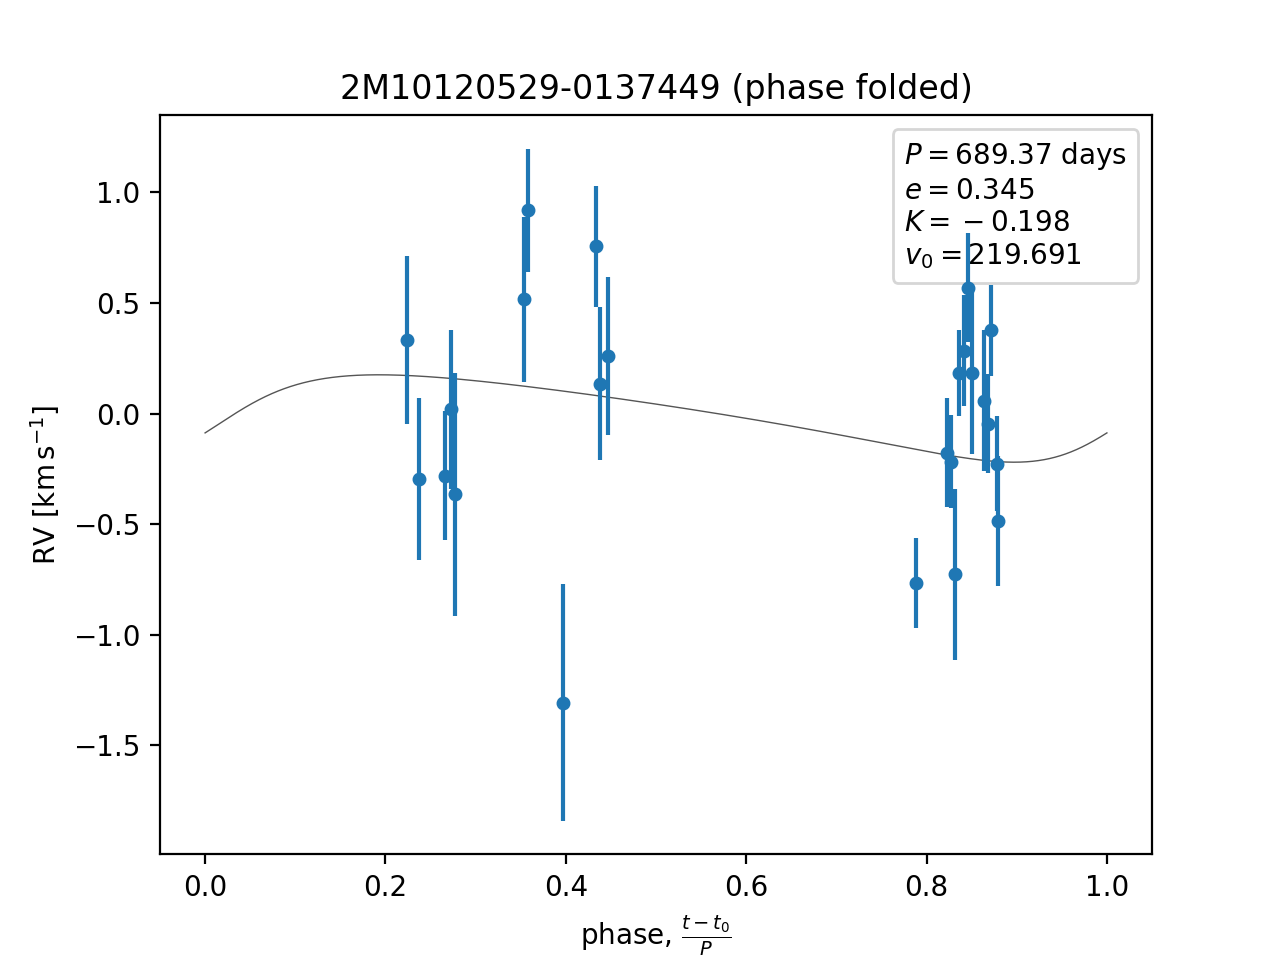 2M10120529-0137449 (phase folded)
P = 689.37 days
e = 0.345
K = −0.198
v₀ = 219.691
1.0
0.5
0.0
−0.5
−1.0
−1.5
RV [km s⁻¹]
0.0 0.2 0.4 0.6 0.8 1.0
phase, (t − t₀)/P